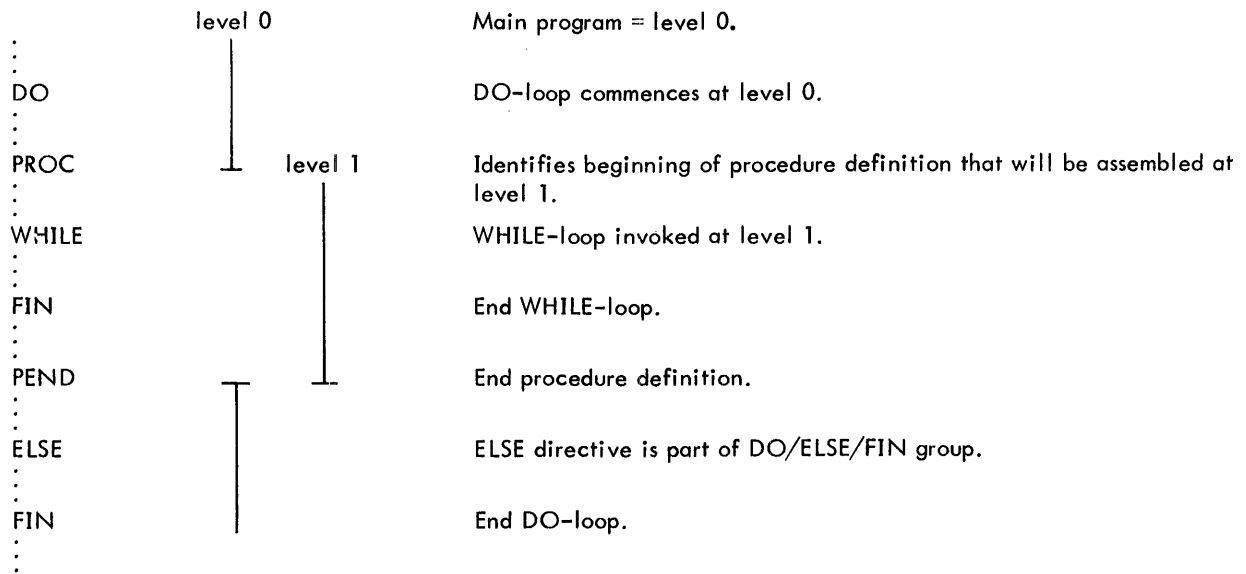 level 0 Main program = level 0.
DO DO-loop commences at level 0.
PROC level 1 Identifies beginning of procedure definition that will be assembled at
level 1.
WHILE WHILE-loop invoked at level 1.
FIN End WHILE-loop.
PEND End procedure definition.
ELSE ELSE directive is part of DO/ELSE/FIN group.
FIN End DO-loop.